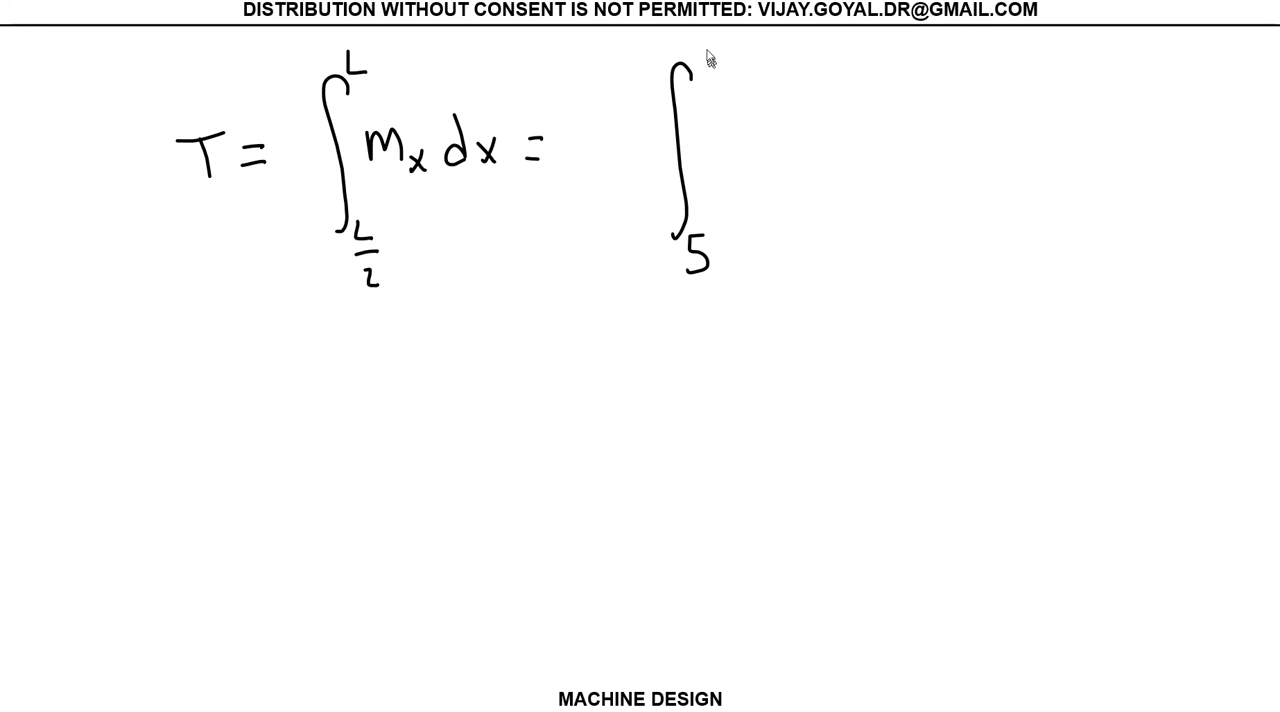 DISTRIBUTION WITHOUT CONSENT IS NOT PERMITTED: VIJAY.GOYAL.DR@GMAIL.COM
T = ∫_{L/2}^{L} m_x dx = ∫_5
MACHINE DESIGN